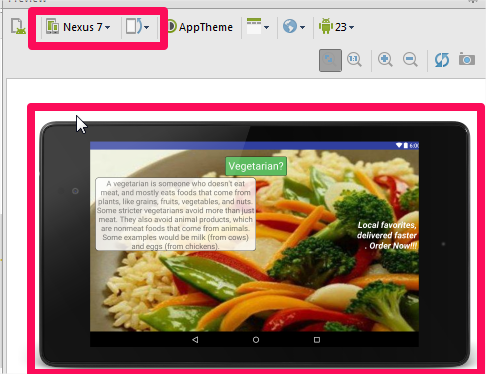 Preview
Nexus 7
AppTheme
23
1:1
6:00
Vegetarian?
A vegetarian is someone who doesn't eat
meat, and mostly eats foods that come from
plants, like grains, fruits, vegetables, and nuts.
Some stricter vegetarians avoid more than just
meat. They also avoid animal products, which
are nonmeat foods that come from animals.
Some examples would be milk (from cows)
and eggs (from chickens).
Local favorites,
delivered faster
. Order Now!!!